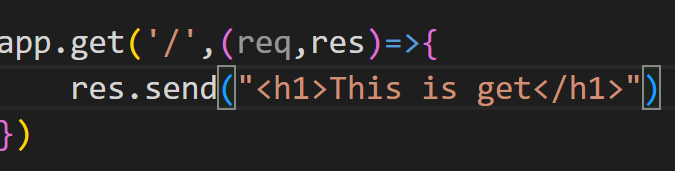 app.get('/',(req,res)=>{
    res.send("<h1>This is get</h1>")
})